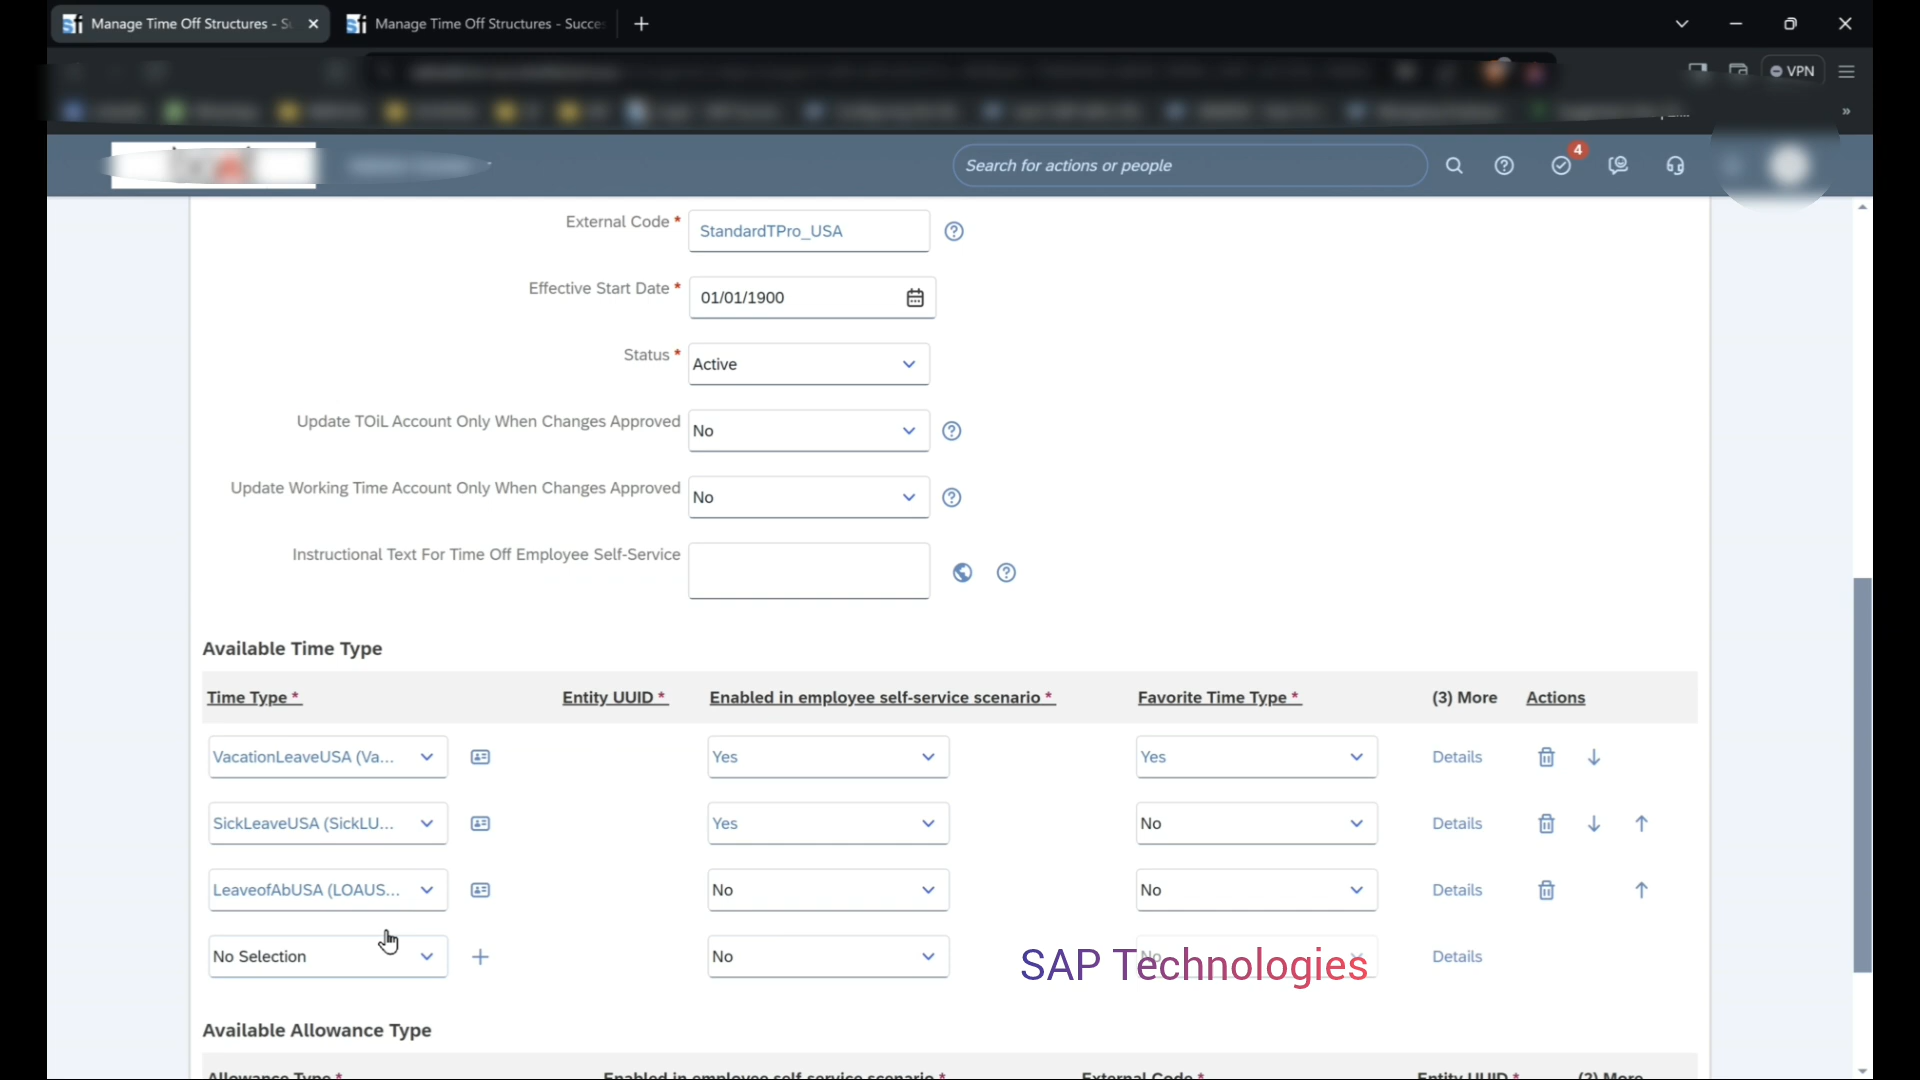 Manage Time Off Structures - Su
Manage Time Off Structures - Succe
VPN
Search for actions or people
4
External Code *
StandardTPro_USA
Effective Start Date *
01/01/1900
Status *
Active
Update TOiL Account Only When Changes Approved
No
Update Working Time Account Only When Changes Approved
No
Instructional Text For Time Off Employee Self-Service
Available Time Type
Time Type * Entity UUID * Enabled in employee self-service scenario * Favorite Time Type * (3) More Actions
VacationLeaveUSA (Va... Yes Yes Details
SickLeaveUSA (SickLU... Yes No Details
LeaveofAbUSA (LOAUS... No No Details
No Selection No No Details
SAP Technologies
Available Allowance Type
Allowance Type * Enabled in employee self-service scenario * External Code * Entity UUID * (2) More